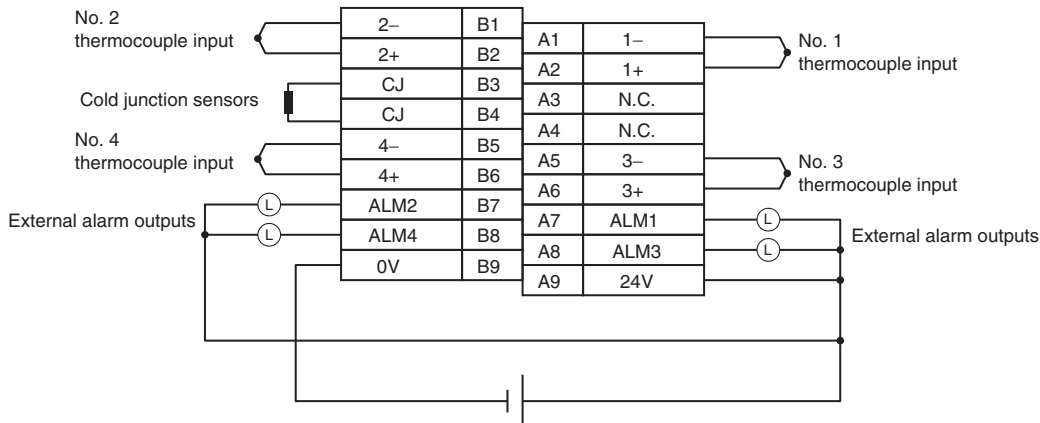 No. 2
thermocouple input
Cold junction sensors
No. 4
thermocouple input
External alarm outputs
L
L
2– B1
2+ B2
CJ B3
CJ B4
4– B5
4+ B6
ALM2 B7
ALM4 B8
0V B9
A1 1–
A2 1+
A3 N.C.
A4 N.C.
A5 3–
A6 3+
A7 ALM1
A8 ALM3
A9 24V
L
L
No. 1
thermocouple input
No. 3
thermocouple input
External alarm outputs